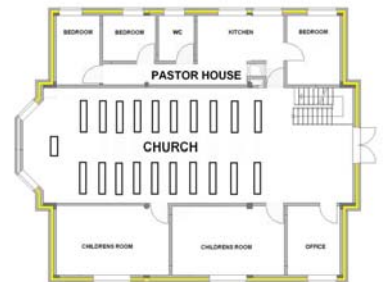 BEDROOM BEDROOM WC KITCHEN BEDROOM
PASTOR HOUSE
CHURCH
CHILDRENS ROOM CHILDRENS ROOM OFFICE